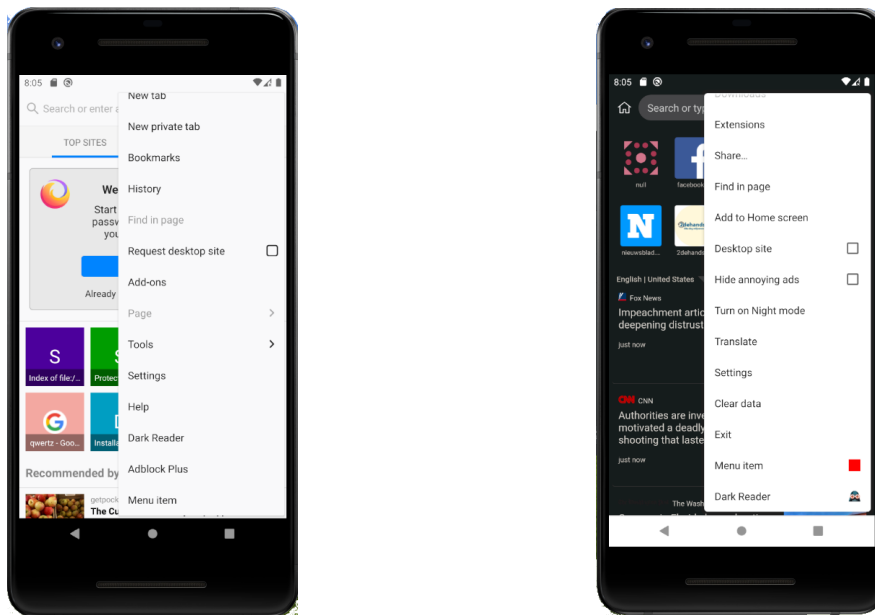 8:05
Search or enter a
TOP SITES
We
Start
passw
you
Already
S
Index of file:/...
S
Protec
G
qwertz - Goo...
Installa
Recommended by
getpock
The Cu
New tab
New private tab
Bookmarks
History
Find in page
Request desktop site
Add-ons
Page
Tools
Settings
Help
Dark Reader
Adblock Plus
Menu item
8:05
Search or typ
null
facebook
N
nieuwsblad...
2dehands
2dehand
English | United States
Fox News
Impeachment artic
deepening distrust
just now
CNN CNN
Authorities are inve
motivated a deadly
shooting that laste
just now
The Wash
Downloads
Extensions
Share...
Find in page
Add to Home screen
Desktop site
Hide annoying ads
Turn on Night mode
Translate
Settings
Clear data
Exit
Menu item
Dark Reader